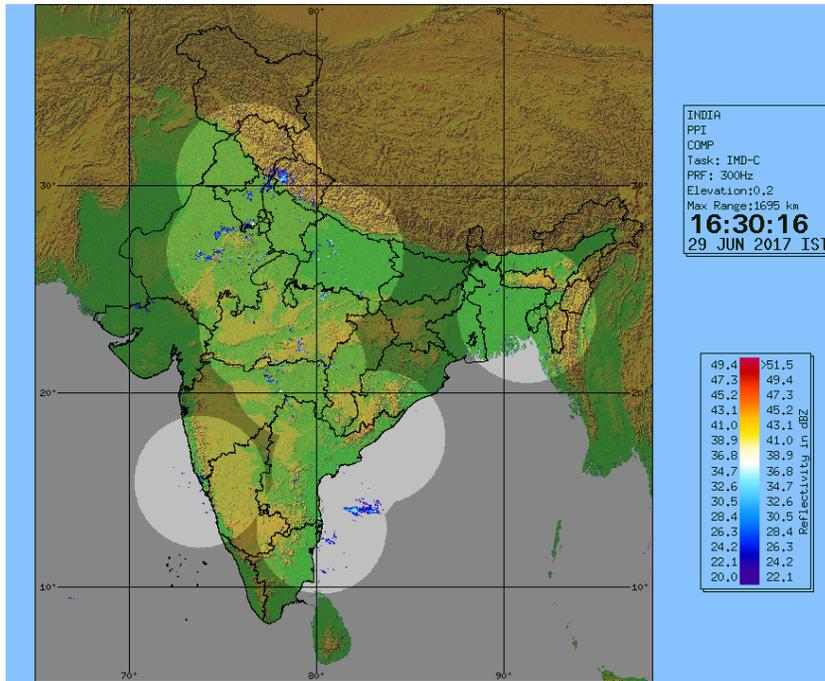 70° 80° 90°
INDIA
PPI
COMP
Task: IMD-C
PRF: 300Hz
Elevation:0.2
Max Range:1695 km
16:30:16
29 JUN 2017 IST
30° 30°
20° 20°
10° 10°
70° 80° 90°
49.4 >51.5
47.3 49.4
45.2 47.3
43.1 45.2
41.0 43.1
38.9 41.0
36.8 38.9
34.7 36.8
32.6 34.7
30.5 32.6
28.4 30.5
26.3 28.4
24.2 26.3
22.1 24.2
20.0 22.1
Reflectivity in dBZ